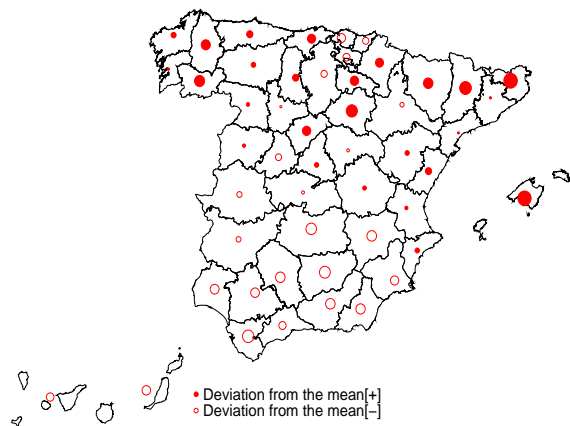 Deviation from the mean[+]
Deviation from the mean[−]